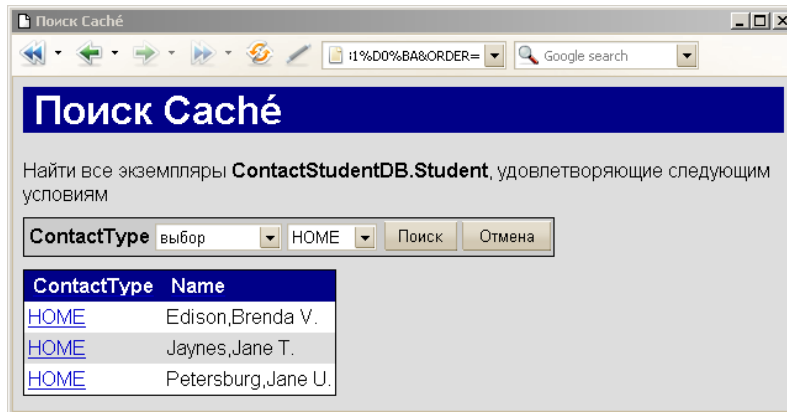 Поиск Caché
i1%D0%BA&ORDER= Google search
Поиск Caché
Найти все экземпляры ContactStudentDB.Student, удовлетворяющие следующим
условиям
ContactType выбор HOME Поиск Отмена
ContactType Name
HOME Edison,Brenda V.
HOME Jaynes,Jane T.
HOME Petersburg,Jane U.